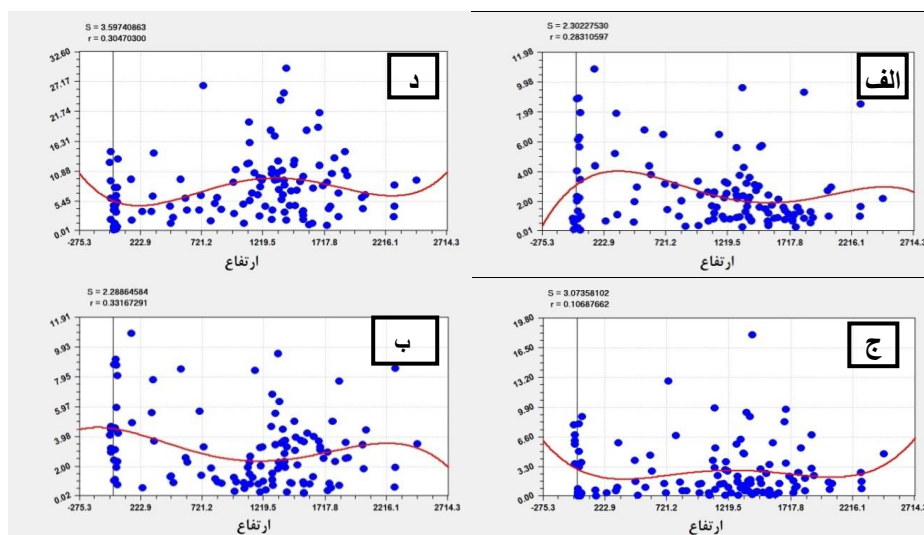 S = 2.30227530
r = 0.28310597
الف
11.98
9.98
7.99
5.99
4.00
2.00
0.01
-275.3 222.9 721.2 1219.5 1717.8 2216.1 2714.3
ارتفاع
S = 3.59740863
r = 0.30470300
د
32.60
27.17
21.74
16.31
10.88
5.45
0.01
-275.3 222.9 721.2 1219.5 1717.8 2216.1 2714.3
ارتفاع
S = 3.07358102
r = 0.10687662
ج
19.80
16.50
13.20
9.90
6.60
3.30
0.00
-275.3 222.9 721.2 1219.5 1717.8 2216.1 2714.3
ارتفاع
S = 2.28864584
r = 0.33167291
ب
11.91
9.93
7.95
5.97
3.98
2.00
0.02
-275.3 222.9 721.2 1219.5 1717.8 2216.1 2714.3
ارتفاع